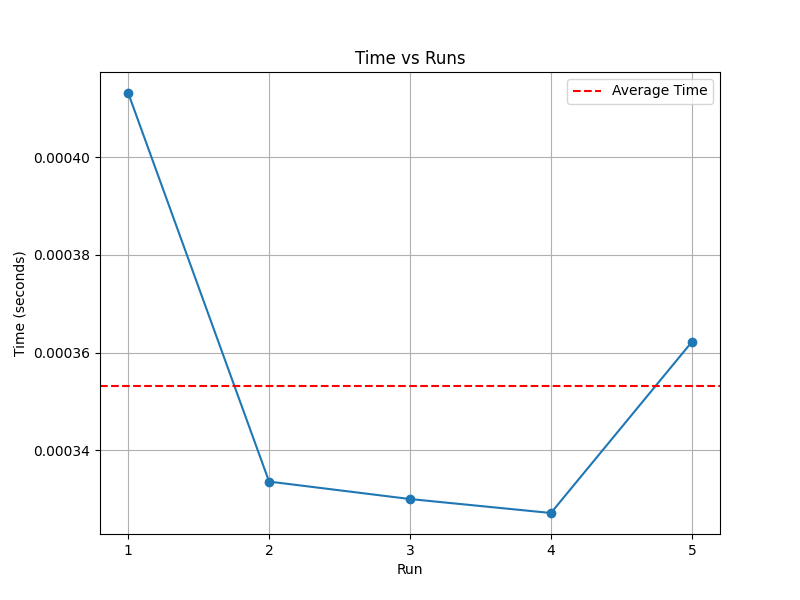 Time vs Runs
Average Time
0.00040
0.00038
0.00036
0.00034
Time (seconds)
1 2 3 4 5
Run